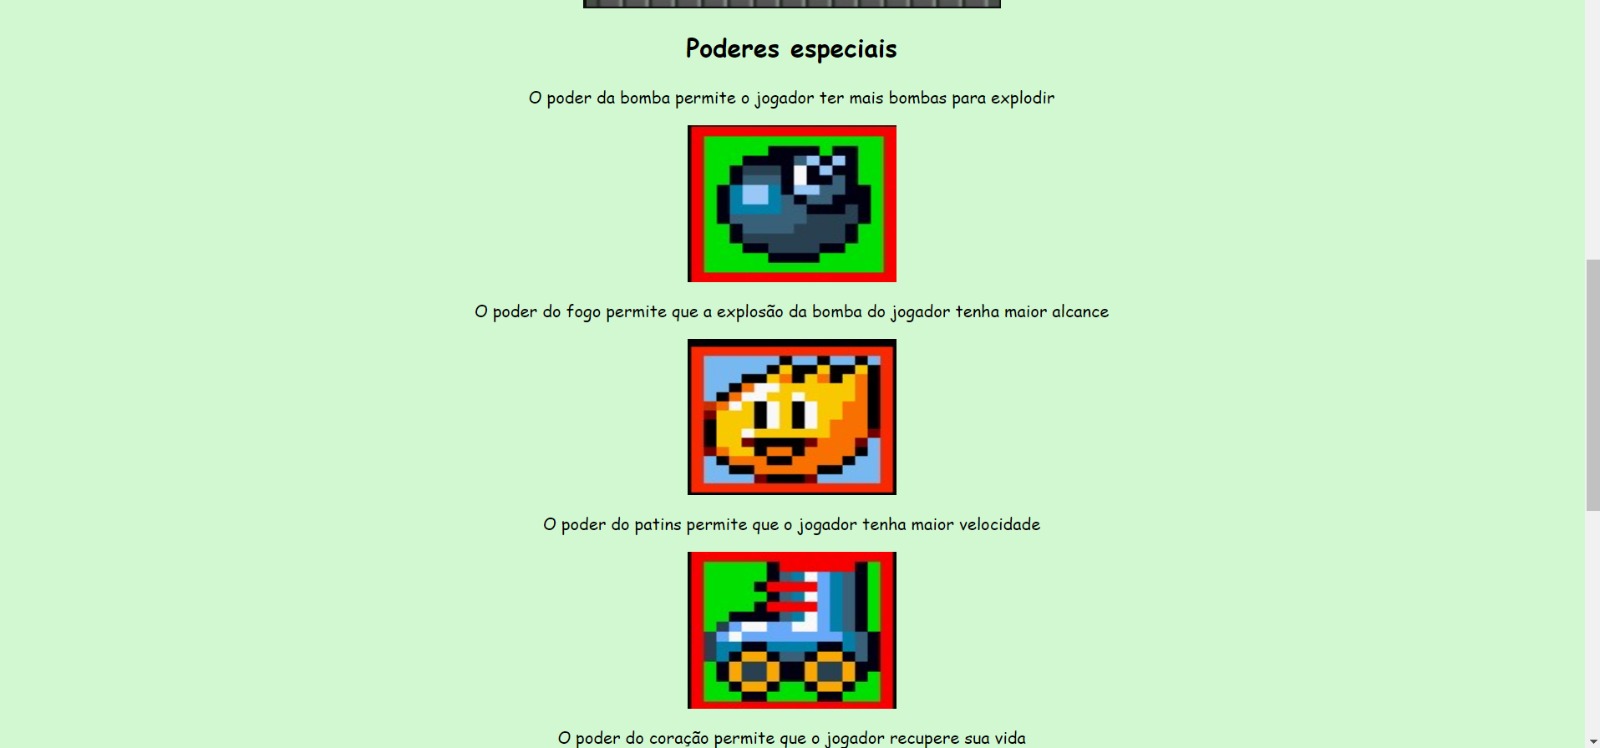 Poderes especiais
O poder da bomba permite o jogador ter mais bombas para explodir
O poder do fogo permite que a explosão da bomba do jogador tenha maior alcance
O poder do patins permite que o jogador tenha maior velocidade
O poder do coração permite que o jogador recupere sua vida